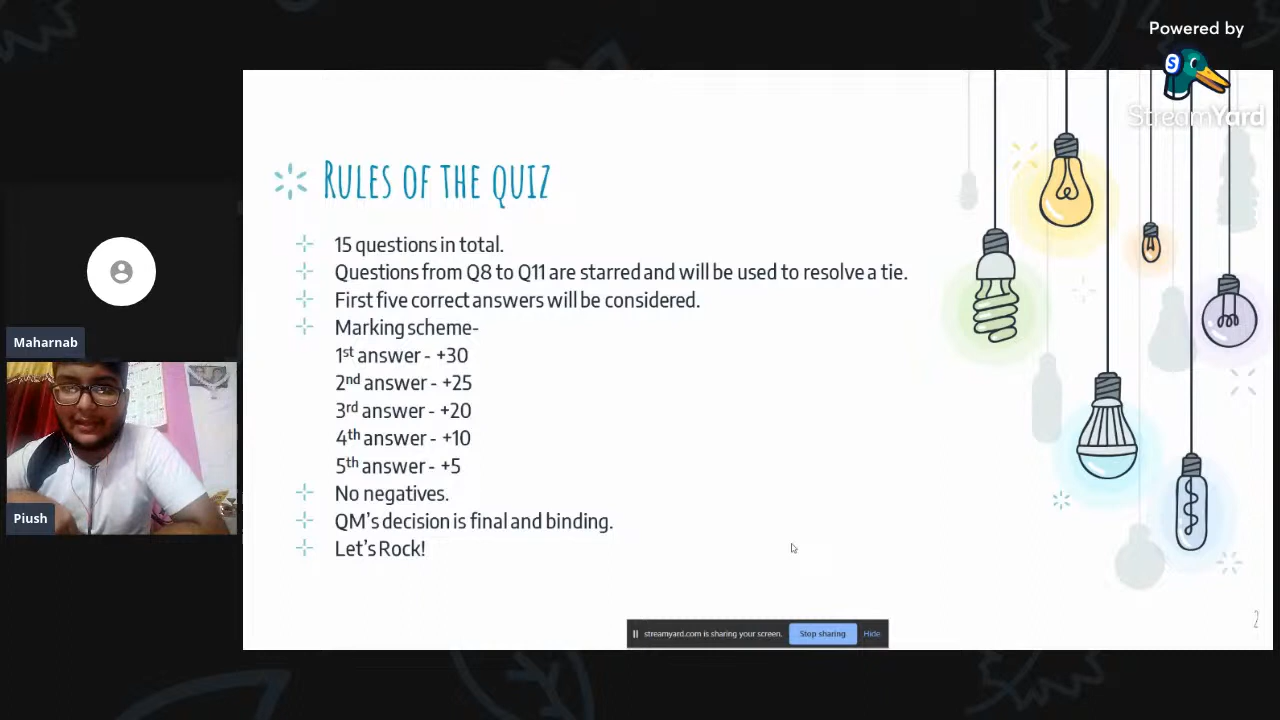 Powered by
StreamYard
RULES OF THE QUIZ
15 questions in total.
Questions from Q8 to Q11 are starred and will be used to resolve a tie.
First five correct answers will be considered.
Marking scheme-
1st answer - +30
2nd answer - +25
3rd answer - +20
4th answer - +10
5th answer - +5
No negatives.
QM's decision is final and binding.
Let's Rock!
Maharnab
Piush
streamyard.com is sharing your screen. Stop sharing Hide
2